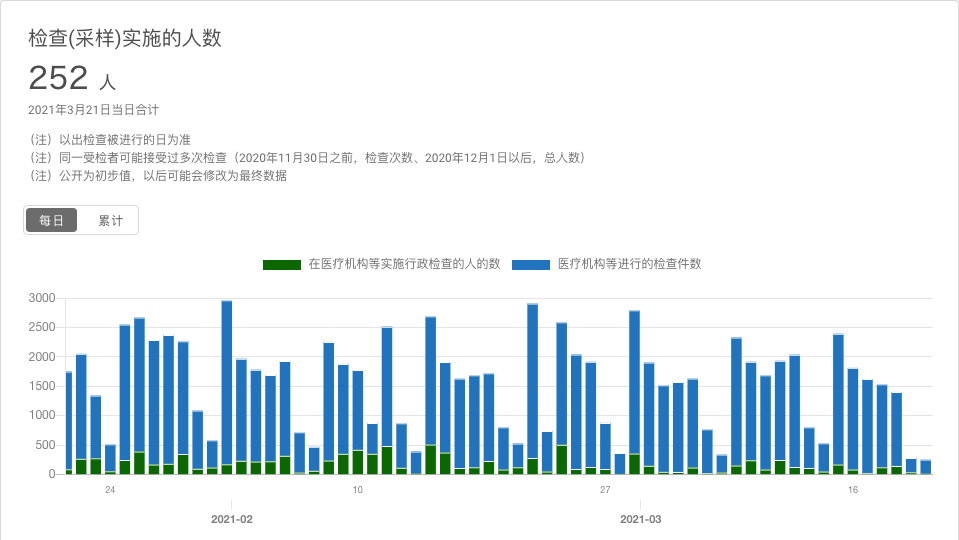 检查(采样)实施的人数
252 人
2021年3月21日当日合计
（注）以出检查被进行的日为准
（注）同一受检者可能接受过多次检查（2020年11月30日之前，检查次数、2020年12月1日以后，总人数）
（注）公开为初步值，以后可能会修改为最终数据
每日 累计
在医疗机构等实施行政检查的人的数 医疗机构等进行的检查件数
3000
2500
2000
1500
1000
500
0
24 10 27 16
2021-02 2021-03